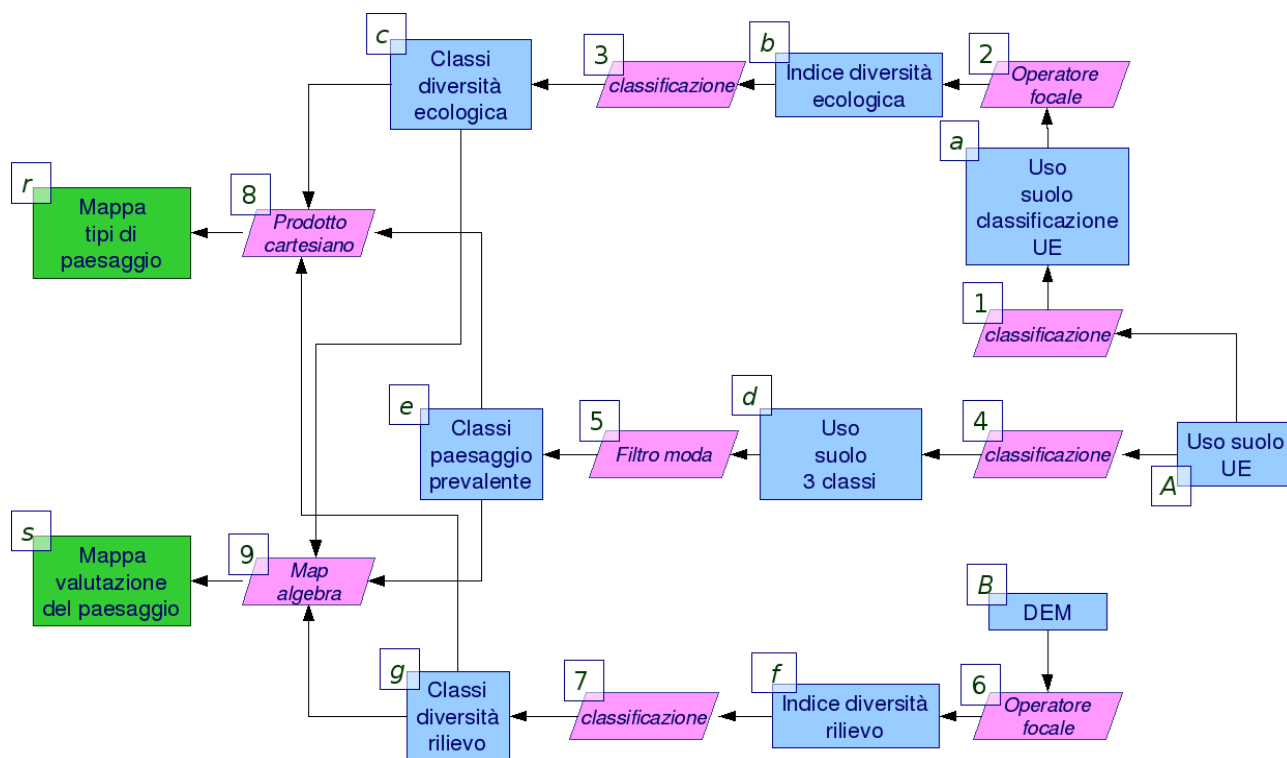 c
Classi
diversità
ecologica
3
classificazione
b
Indice diversità
ecologica
2
Operatore
focale
a
Uso
suolo
classificazione
UE
r
Mappa
tipi di
paesaggio
8
Prodotto
cartesiano
1
classificazione
e
Classi
paesaggio
prevalente
5
Filtro moda
d
Uso
suolo
3 classi
4
classificazione
Uso suolo
UE
A
s
Mappa
valutazione
del paesaggio
9
Map
algebra
B
DEM
g
Classi
diversità
rilievo
7
classificazione
f
Indice diversità
rilievo
6
Operatore
focale